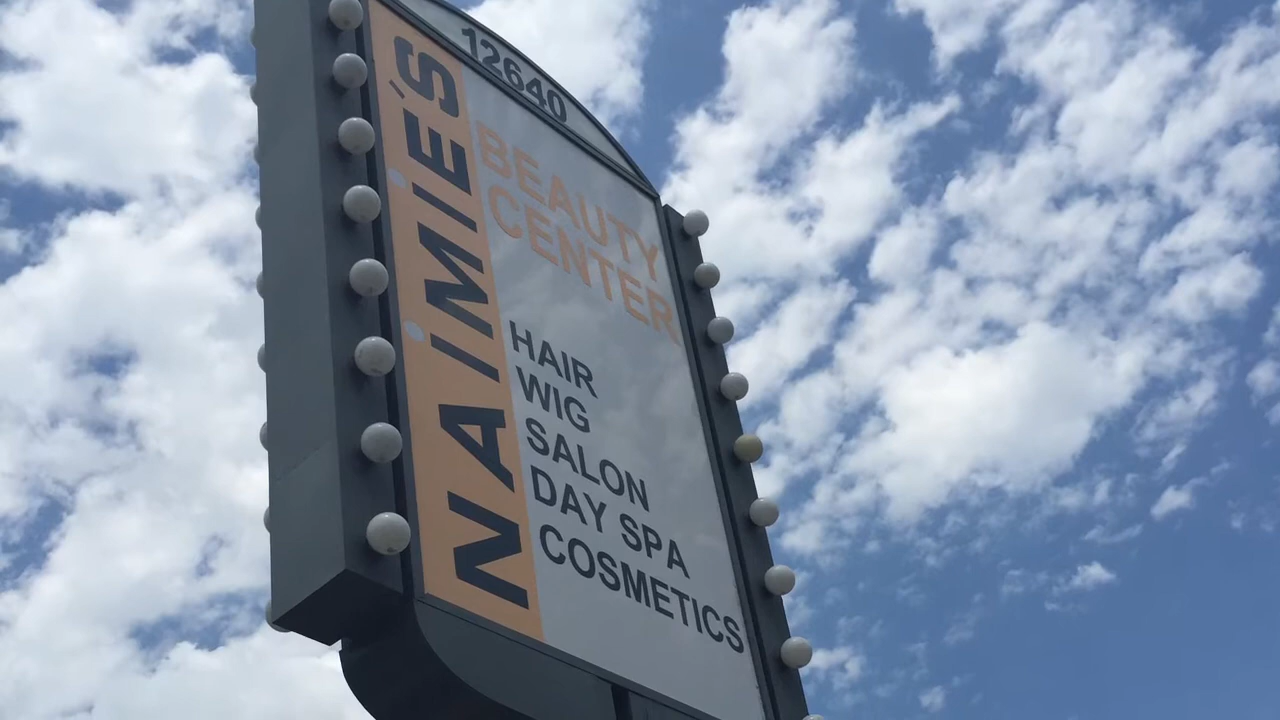 12640
NAIMIE'S
BEAUTY
CENTER
HAIR
WIG
SALON
DAY SPA
COSMETICS